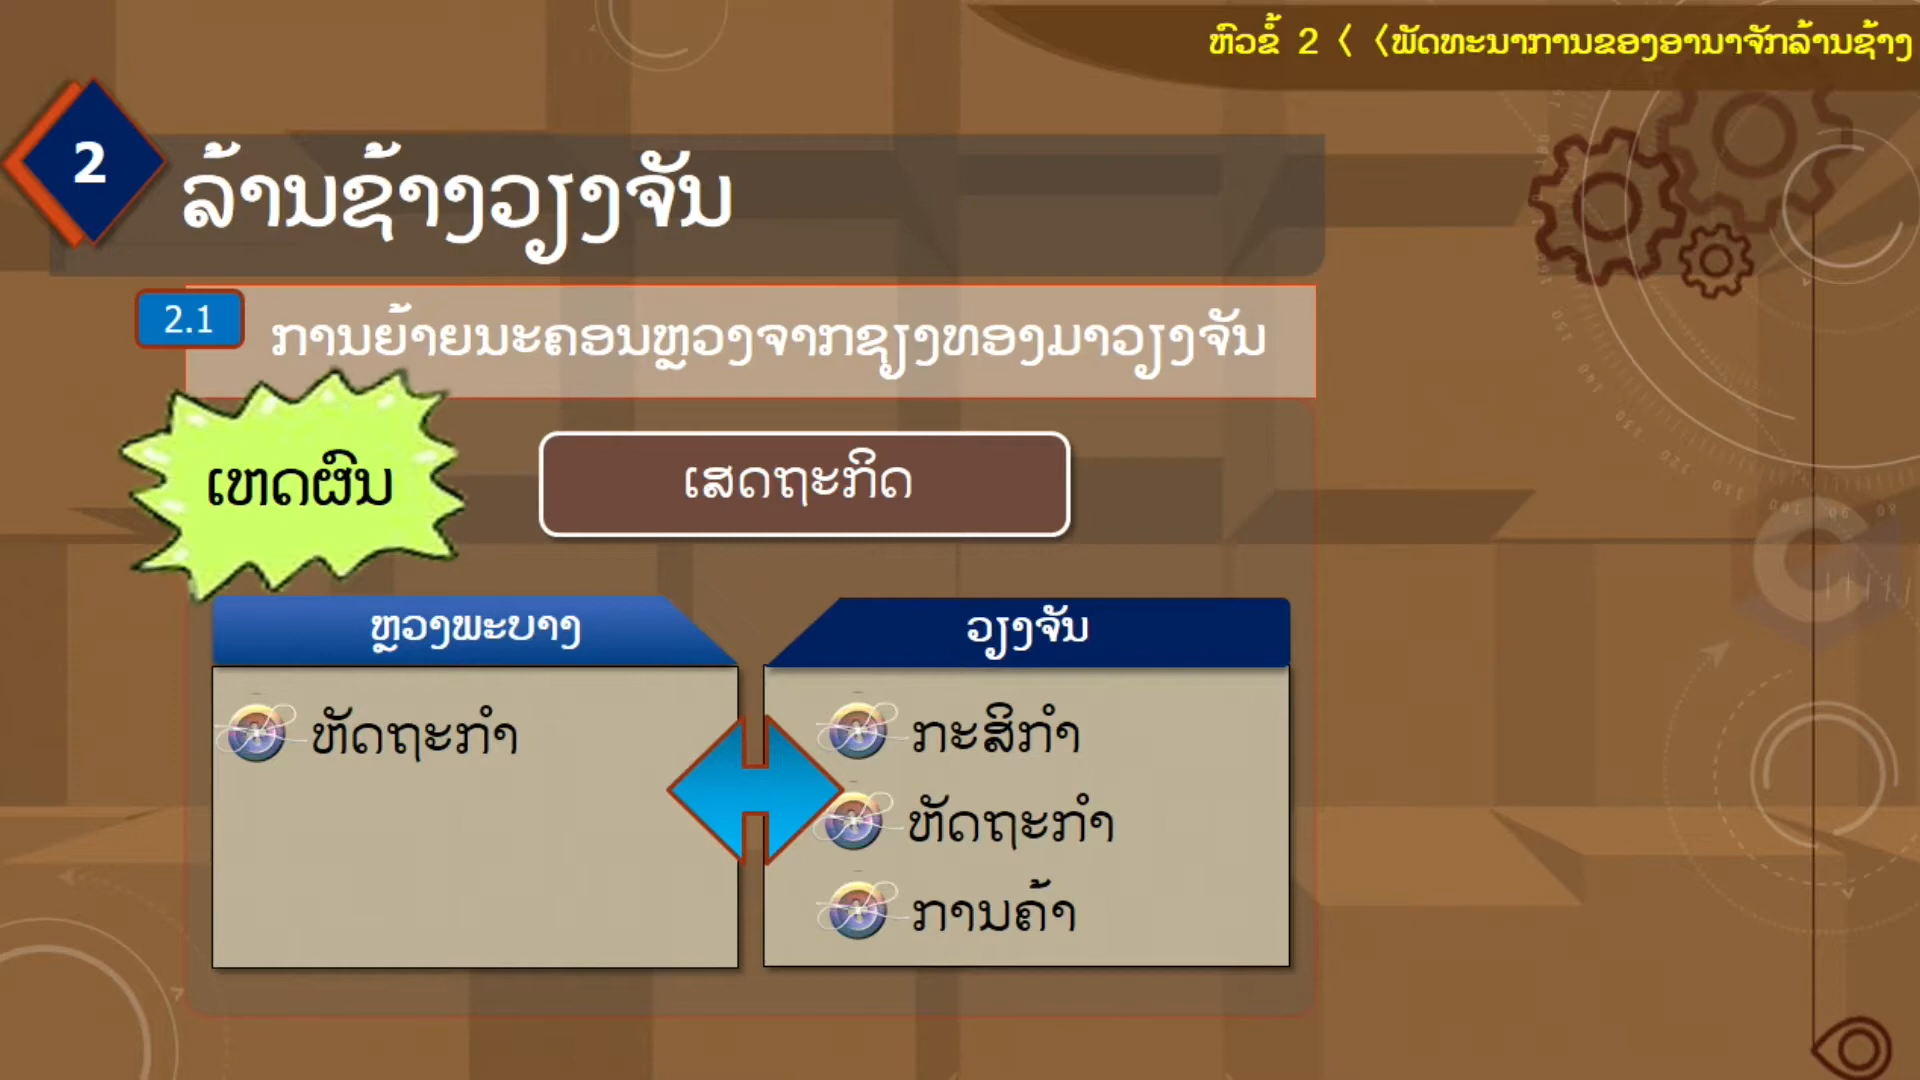 ຫົວຂໍ້ 2 〈〈ພັດທະນາການຂອງອານາຈັກລ້ານຊ້າງ
2
ລ້ານຊ້າງວຽງຈັນ
2.1
ການຍ້າຍນະຄອນຫຼວງຈາກຊຽງທອງມາວຽງຈັນ
ເຫດຜົນ
ເສດຖະກິດ
ຫຼວງພະບາງ
ຫັດຖະກຳ
ວຽງຈັນ
ກະສິກຳ
ຫັດຖະກຳ
ການຄ້າ